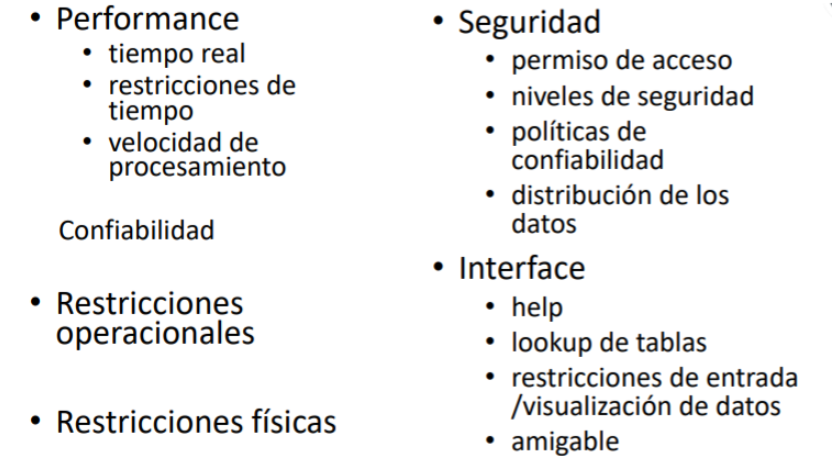 • Performance
• tiempo real
• restricciones de
tiempo
• velocidad de
procesamiento
Confiabilidad
• Restricciones
operacionales
• Restricciones físicas
• Seguridad
• permiso de acceso
• niveles de seguridad
• políticas de
confiabilidad
• distribución de los
datos
• Interface
• help
• lookup de tablas
• restricciones de entrada
/visualización de datos
• amigable